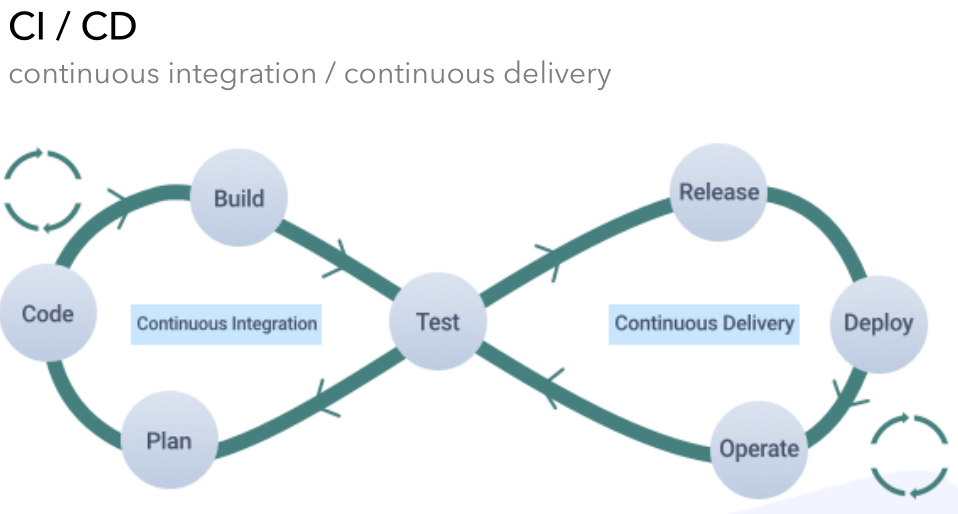 CI / CD
continuous integration / continuous delivery
Build
Release
Code
Continuous Integration
Test
Continuous Delivery
Deploy
Plan
Operate